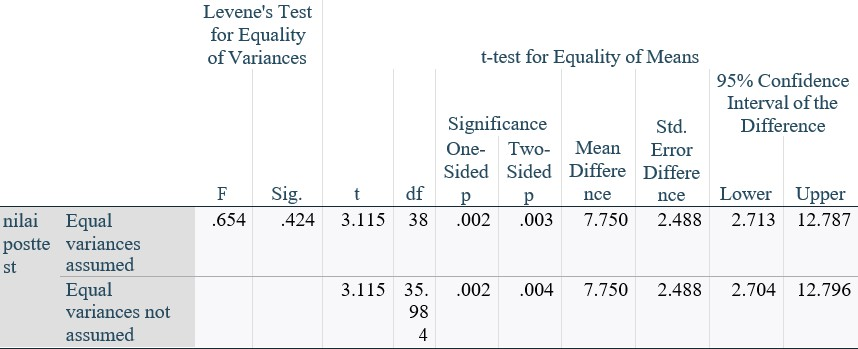 Levene's Test
for Equality
of Variances
t-test for Equality of Means
95% Confidence
Interval of the
Difference
Significance
Std.
One- Two- Mean Error
Sided Sided Differe Differe
F Sig. t df p p nce nce Lower Upper
nilai Equal .654 .424 3.115 38 .002 .003 7.750 2.488 2.713 12.787
postte variances
st assumed
Equal 3.115 35. .002 .004 7.750 2.488 2.704 12.796
variances not 98
assumed 4